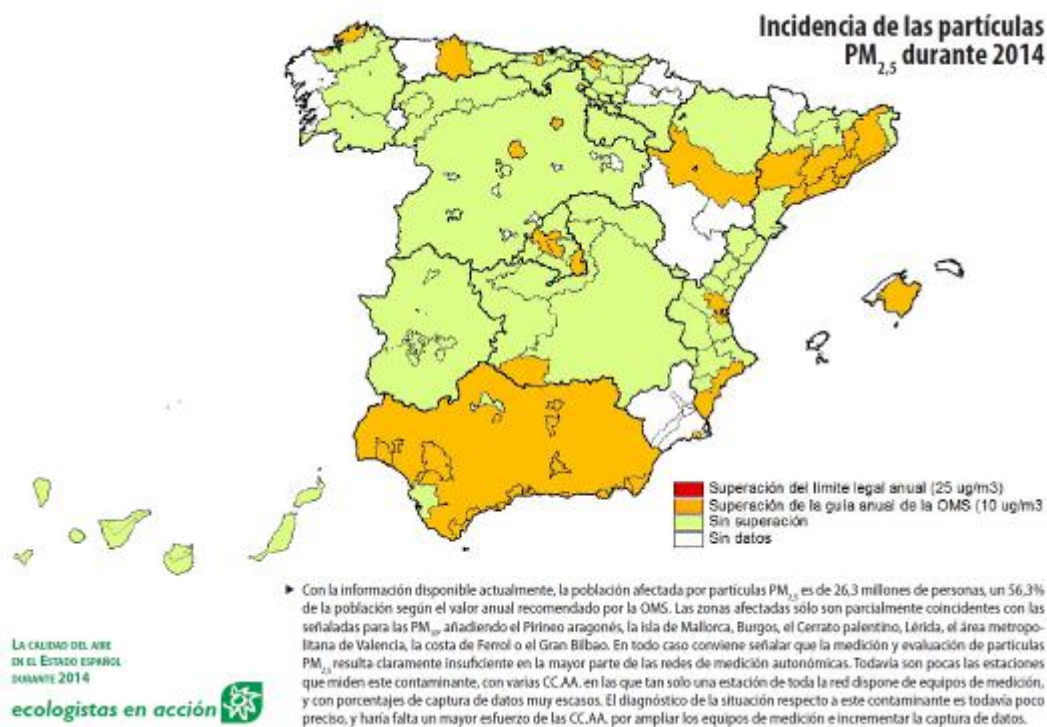 Incidencia de las partículas
PM2,5 durante 2014
Superación del límite legal anual (25 ug/m3)
Superación de la guia anual de la OMS (10 ug/m3
Sin superación
Sin datos
▶ Con la información disponible actualmente, la población afectada por partículas PM2,5 es de 26,3 millones de personas, un 56,3%
de la población según el valor anual recomendado por la OMS. Las zonas afectadas sólo son parcialmente coincidentes con las
señaladas para las PM10, añadiendo el Pirineo aragonés, la isla de Mallorca, Burgos, el Cerrato palentino, Lérida, el área metropo-
litana de Valencia, la costa de Ferrol o el Gran Bilbao. En todo caso conviene señalar que la medición y evaluación de partículas
PM2,5 resulta claramente insuficiente en la mayor parte de las redes de medición autonómicas. Todavía son pocas las estaciones
que miden este contaminante, con varias CC.AA. en las que tan solo una estación de toda la red dispone de equipos de medición,
y con porcentajes de captura de datos muy escasos. El diagnóstico de la situación respecto a este contaminante es todavía poco
preciso, y haría falta un mayor esfuerzo de las CC.AA. por ampliar los equipos de medición e incrementar la captura de datos.
LA CALIDAD DEL AIRE
EN EL ESTADO ESPAÑOL
DURANTE 2014
ecologistas en acción